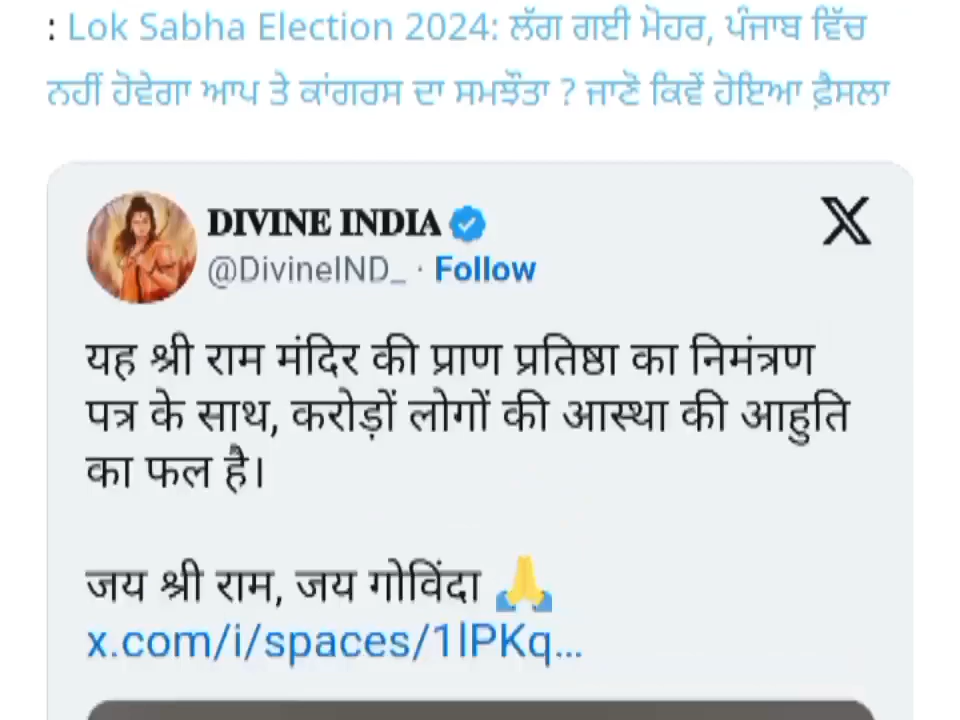 : Lok Sabha Election 2024: ਲੱਗ ਗਈ ਮੋਹਰ, ਪੰਜਾਬ ਵਿੱਚ
ਨਹੀਂ ਹੋਵੇਗਾ ਆਪ ਤੇ ਕਾਂਗਰਸ ਦਾ ਸਮਝੌਤਾ ? ਜਾਣੋ ਕਿਵੇਂ ਹੋਇਆ ਫ਼ੈਸਲਾ
DIVINE INDIA
@DivineIND_ · Follow
यह श्री राम मंदिर की प्राण प्रतिष्ठा का निमंत्रण
पत्र के साथ, करोड़ों लोगों की आस्था की आहुति
का फल है।
जय श्री राम, जय गोविंदा 🙏
x.com/i/spaces/1lPKq…